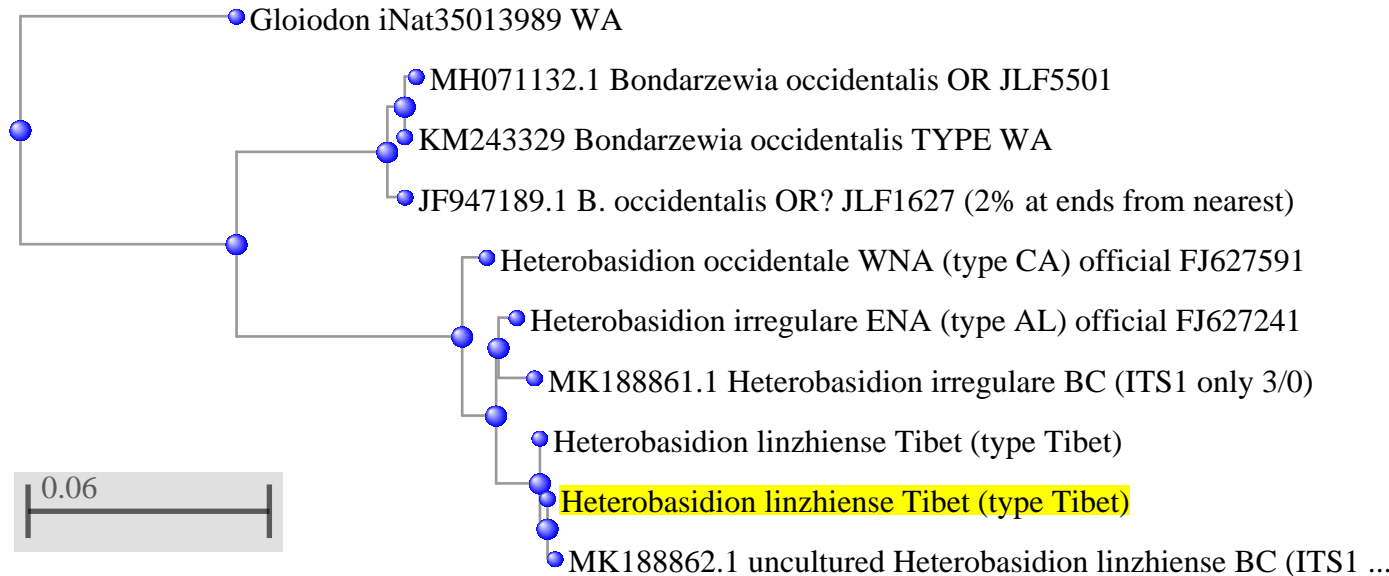 Gloiodon iNat35013989 WA
MH071132.1 Bondarzewia occidentalis OR JLF5501
KM243329 Bondarzewia occidentalis TYPE WA
JF947189.1 B. occidentalis OR? JLF1627 (2% at ends from nearest)
Heterobasidion occidentale WNA (type CA) official FJ627591
Heterobasidion irregulare ENA (type AL) official FJ627241
MK188861.1 Heterobasidion irregulare BC (ITS1 only 3/0)
Heterobasidion linzhiense Tibet (type Tibet)
0.06
Heterobasidion linzhiense Tibet (type Tibet)
MK188862.1 uncultured Heterobasidion linzhiense BC (ITS1 ...